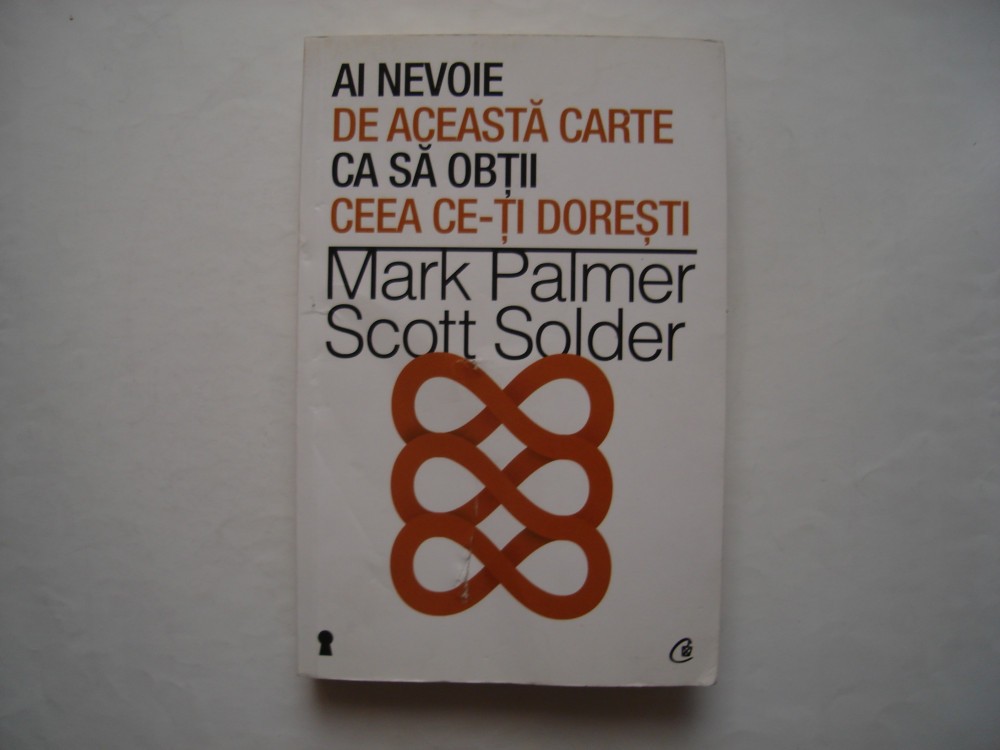 AI NEVOIE
DE ACEASTĂ CARTE
CA SĂ OBȚII
CEEA CE-ȚI DOREȘTI
Mark Palmer
Scott Solder